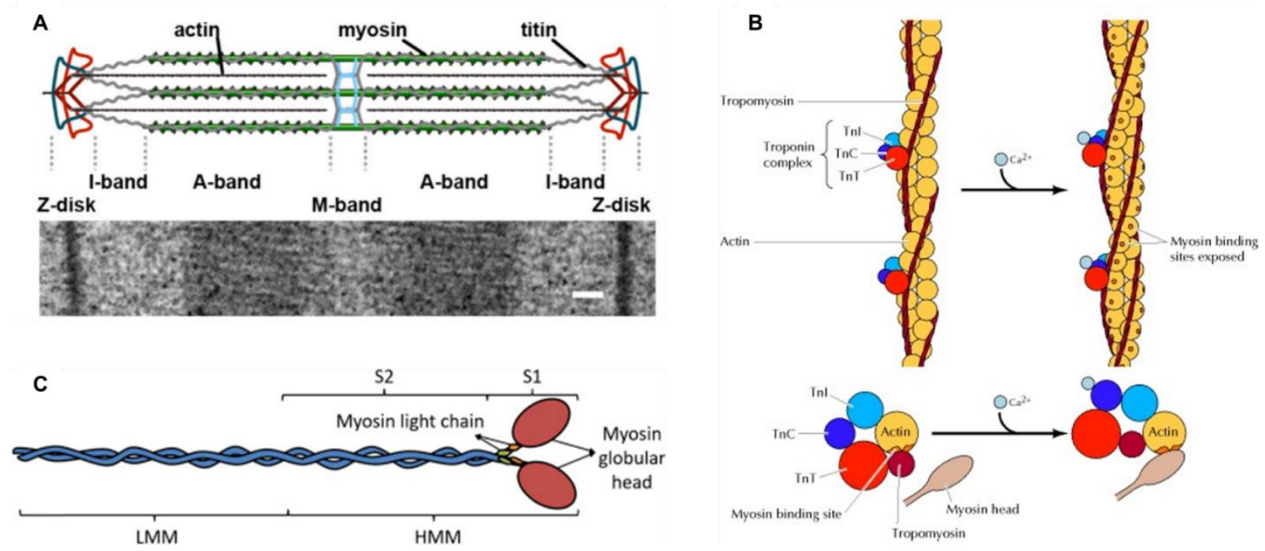 A
actin
myosin
titin
I-band
A-band
A-band
I-band
Z-disk
M-band
Z-disk
B
Tropomyosin
Troponin
complex
TnI
TnC
TnT
Ca2+
Actin
Myosin binding
sites exposed
TnI
TnC
TnT
Actin
Ca2+
Actin
Myosin binding
site
Tropomyosin
Myosin head
C
S2
S1
Myosin light chain
Myosin
globular
head
LMM
HMM